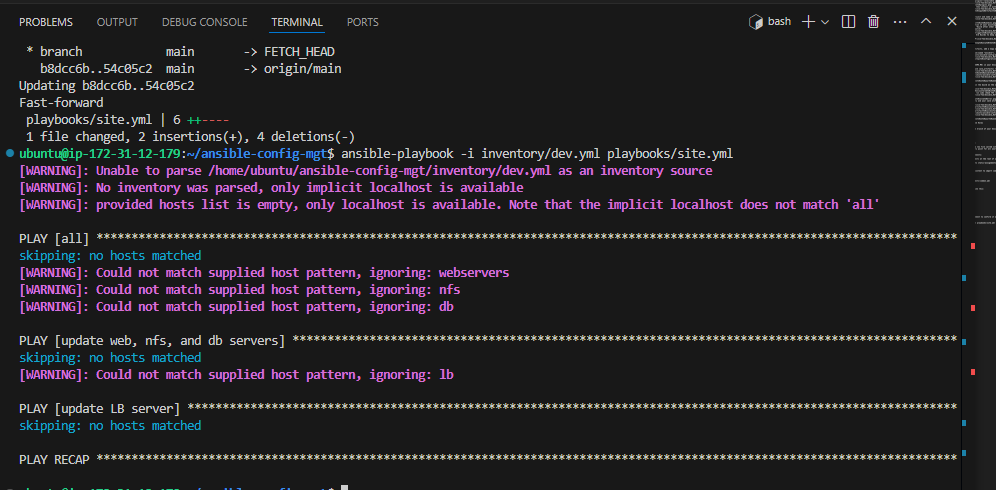 PROBLEMS OUTPUT DEBUG CONSOLE TERMINAL PORTS bash
* branch main -> FETCH_HEAD
b8dcc6b..54c05c2 main -> origin/main
Updating b8dcc6b..54c05c2
Fast-forward
playbooks/site.yml | 6 ++----
1 file changed, 2 insertions(+), 4 deletions(-)
ubuntu@ip-172-31-12-179:~/ansible-config-mgt$ ansible-playbook -i inventory/dev.yml playbooks/site.yml
[WARNING]: Unable to parse /home/ubuntu/ansible-config-mgt/inventory/dev.yml as an inventory source
[WARNING]: No inventory was parsed, only implicit localhost is available
[WARNING]: provided hosts list is empty, only localhost is available. Note that the implicit localhost does not match 'all'
PLAY [all] ****************************************************************************************************************
skipping: no hosts matched
[WARNING]: Could not match supplied host pattern, ignoring: webservers
[WARNING]: Could not match supplied host pattern, ignoring: nfs
[WARNING]: Could not match supplied host pattern, ignoring: db
PLAY [update web, nfs, and db servers] ************************************************************************************
skipping: no hosts matched
[WARNING]: Could not match supplied host pattern, ignoring: lb
PLAY [update LB server] ***************************************************************************************************
skipping: no hosts matched
PLAY RECAP ****************************************************************************************************************